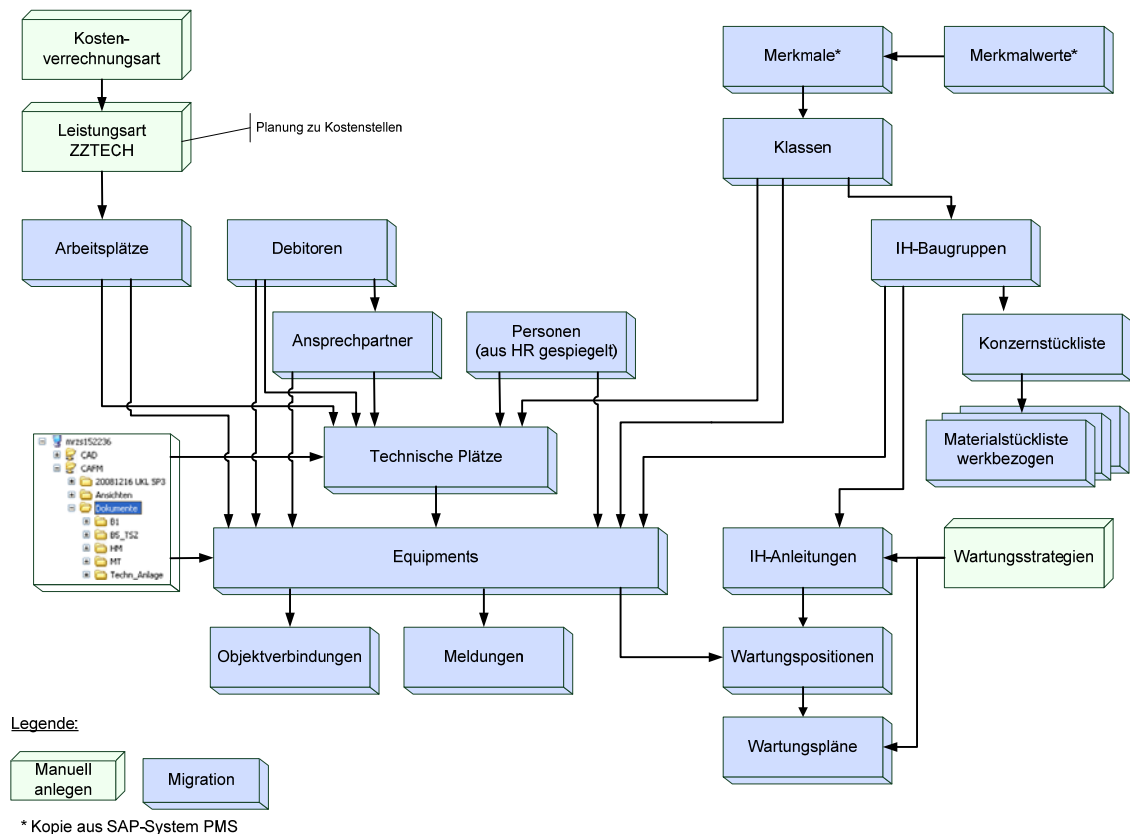 Kosten-
verrechnungsart
Merkmale*
Merkmalwerte*
Leistungsart
ZZTECH
Planung zu Kostenstellen
Klassen
Arbeitsplätze
Debitoren
IH-Baugruppen
Ansprechpartner
Personen
(aus HR gespiegelt)
Konzernstückliste
Materialstückliste
werkbezogen
Technische Plätze
mrzs152236
CAD
CAFM
20081216 UKL SP3
Ansichten
Dokumente
B1
B5_TSZ
HM
MT
Techn_Anlage
Equipments
IH-Anleitungen
Wartungsstrategien
Objektverbindungen
Meldungen
Wartungspositionen
Wartungspläne
Legende:
Manuell
anlegen
Migration
* Kopie aus SAP-System PMS